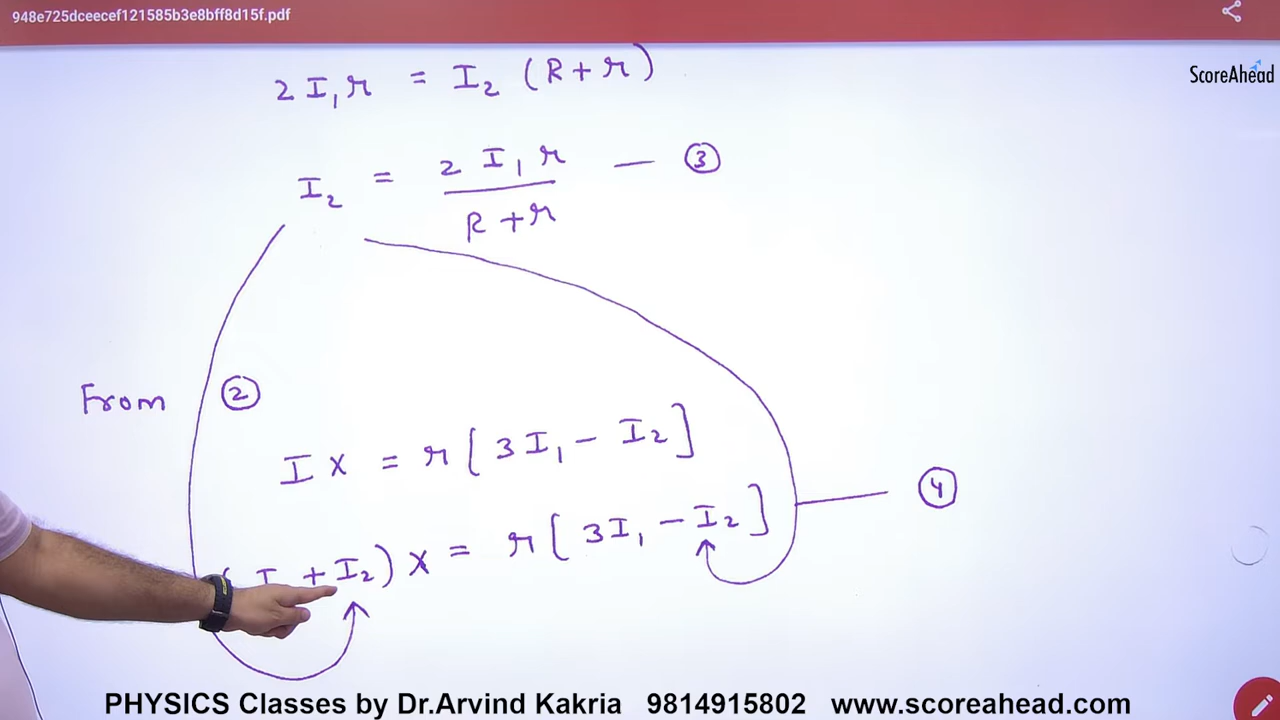 948e725dceecef121585b3e8bff8d15f.pdf
ScoreAhead
2 I₁ r = I₂ (R + r)
I₂ = 2 I₁ r / R + r — ③
From ②
I x = r [ 3 I₁ − I₂ ]
+ I₂) x = r [ 3 I₁ − I₂ ] — ④
PHYSICS Classes by Dr.Arvind Kakria 9814915802 www.scoreahead.com